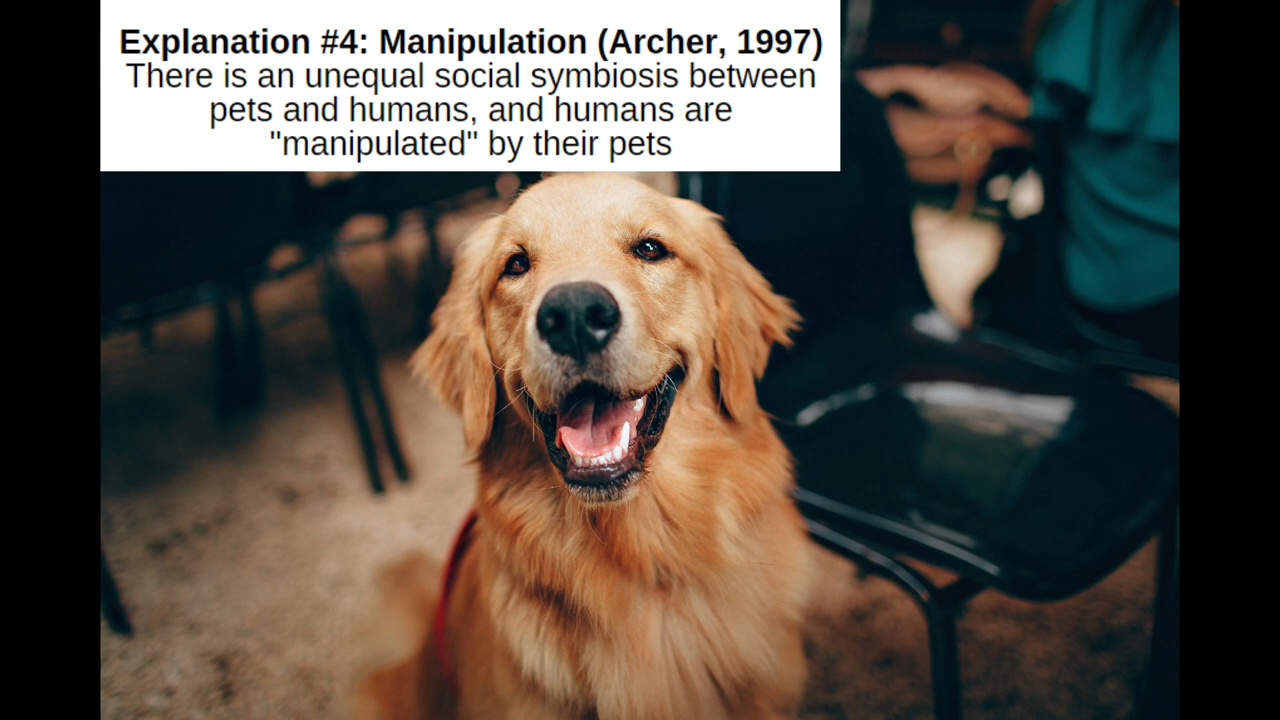 Explanation #4: Manipulation (Archer, 1997)
There is an unequal social symbiosis between
pets and humans, and humans are
"manipulated" by their pets